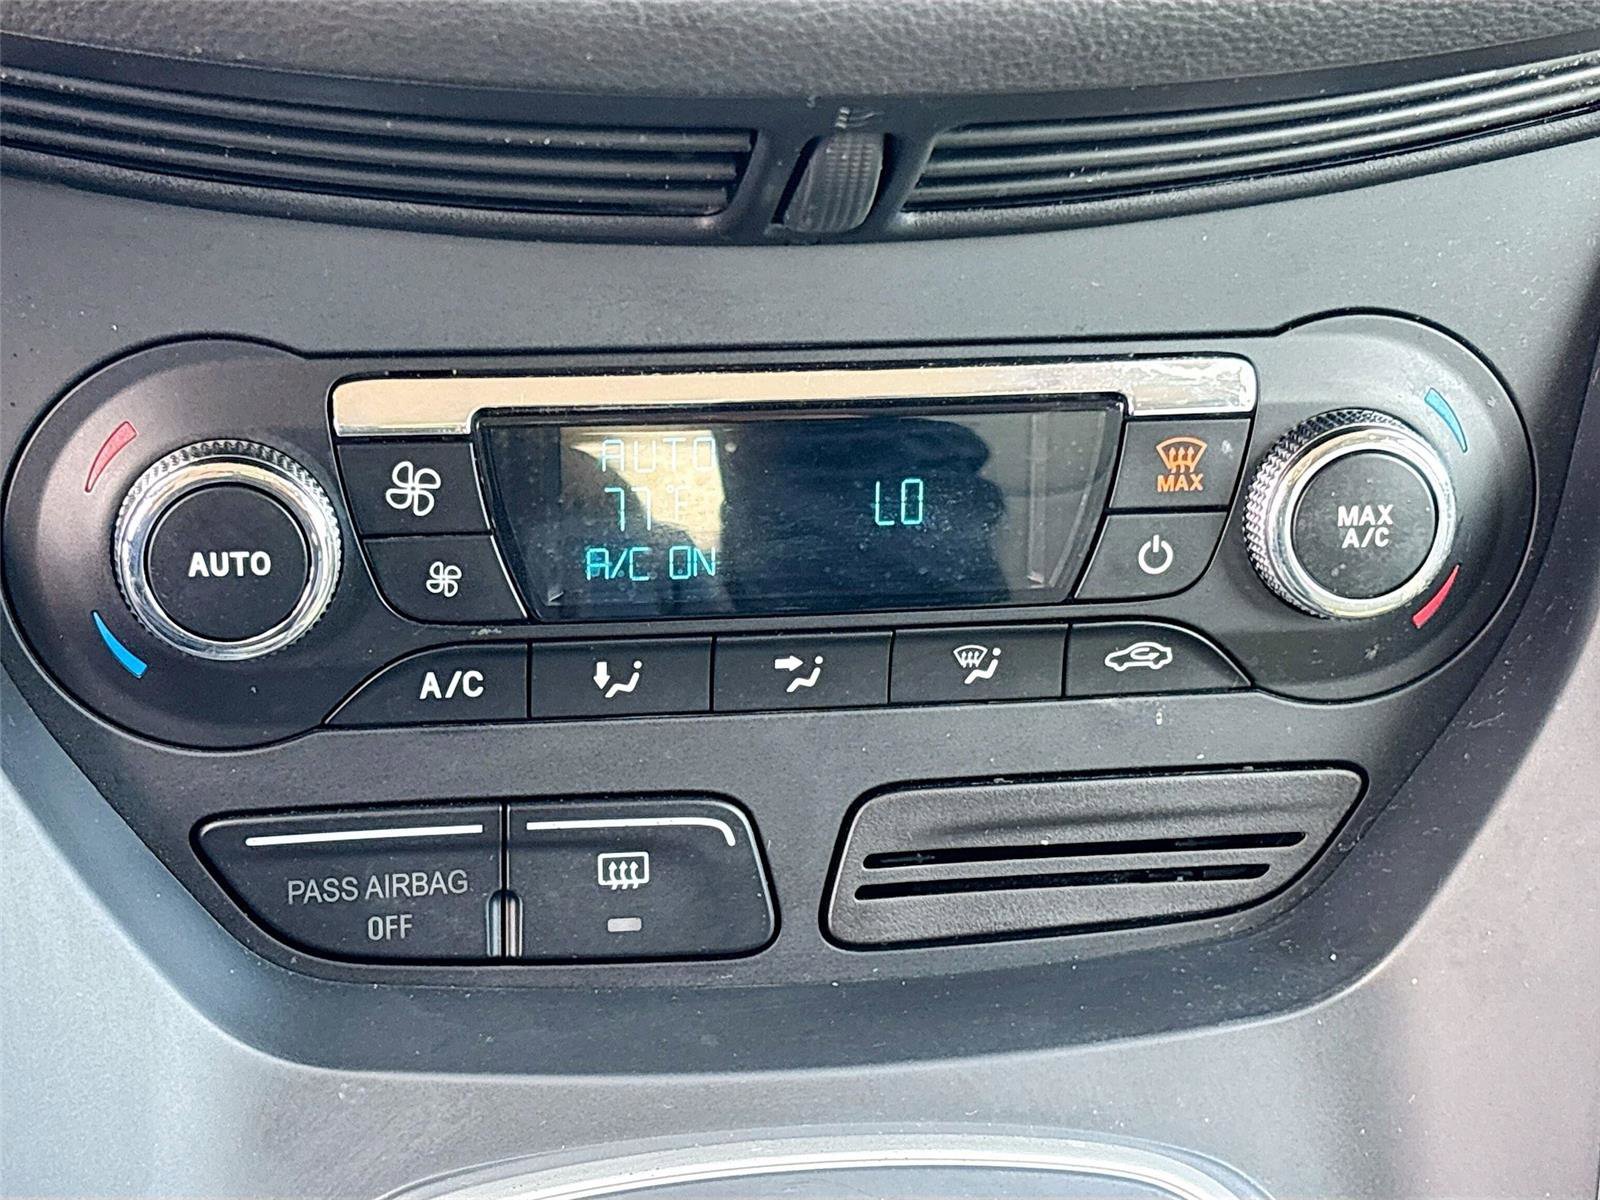 AUTO
AUTO
77°F
A/C ON
LO
MAX
MAX
A/C
A/C
PASS AIRBAG
OFF